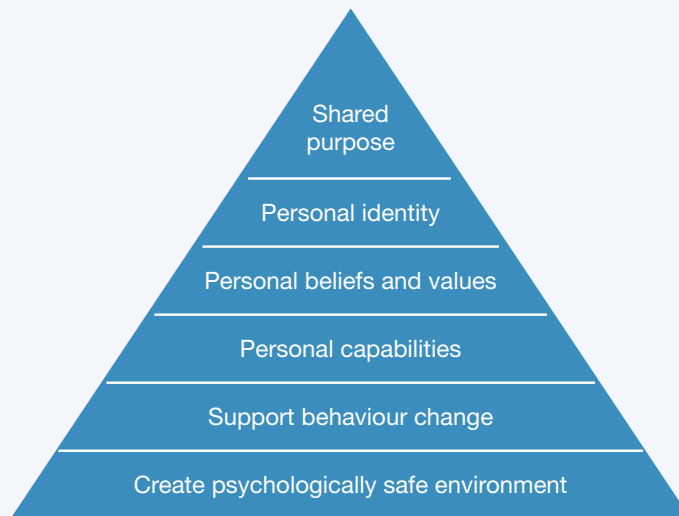 Shared
purpose
Personal identity
Personal beliefs and values
Personal capabilities
Support behaviour change
Create psychologically safe environment